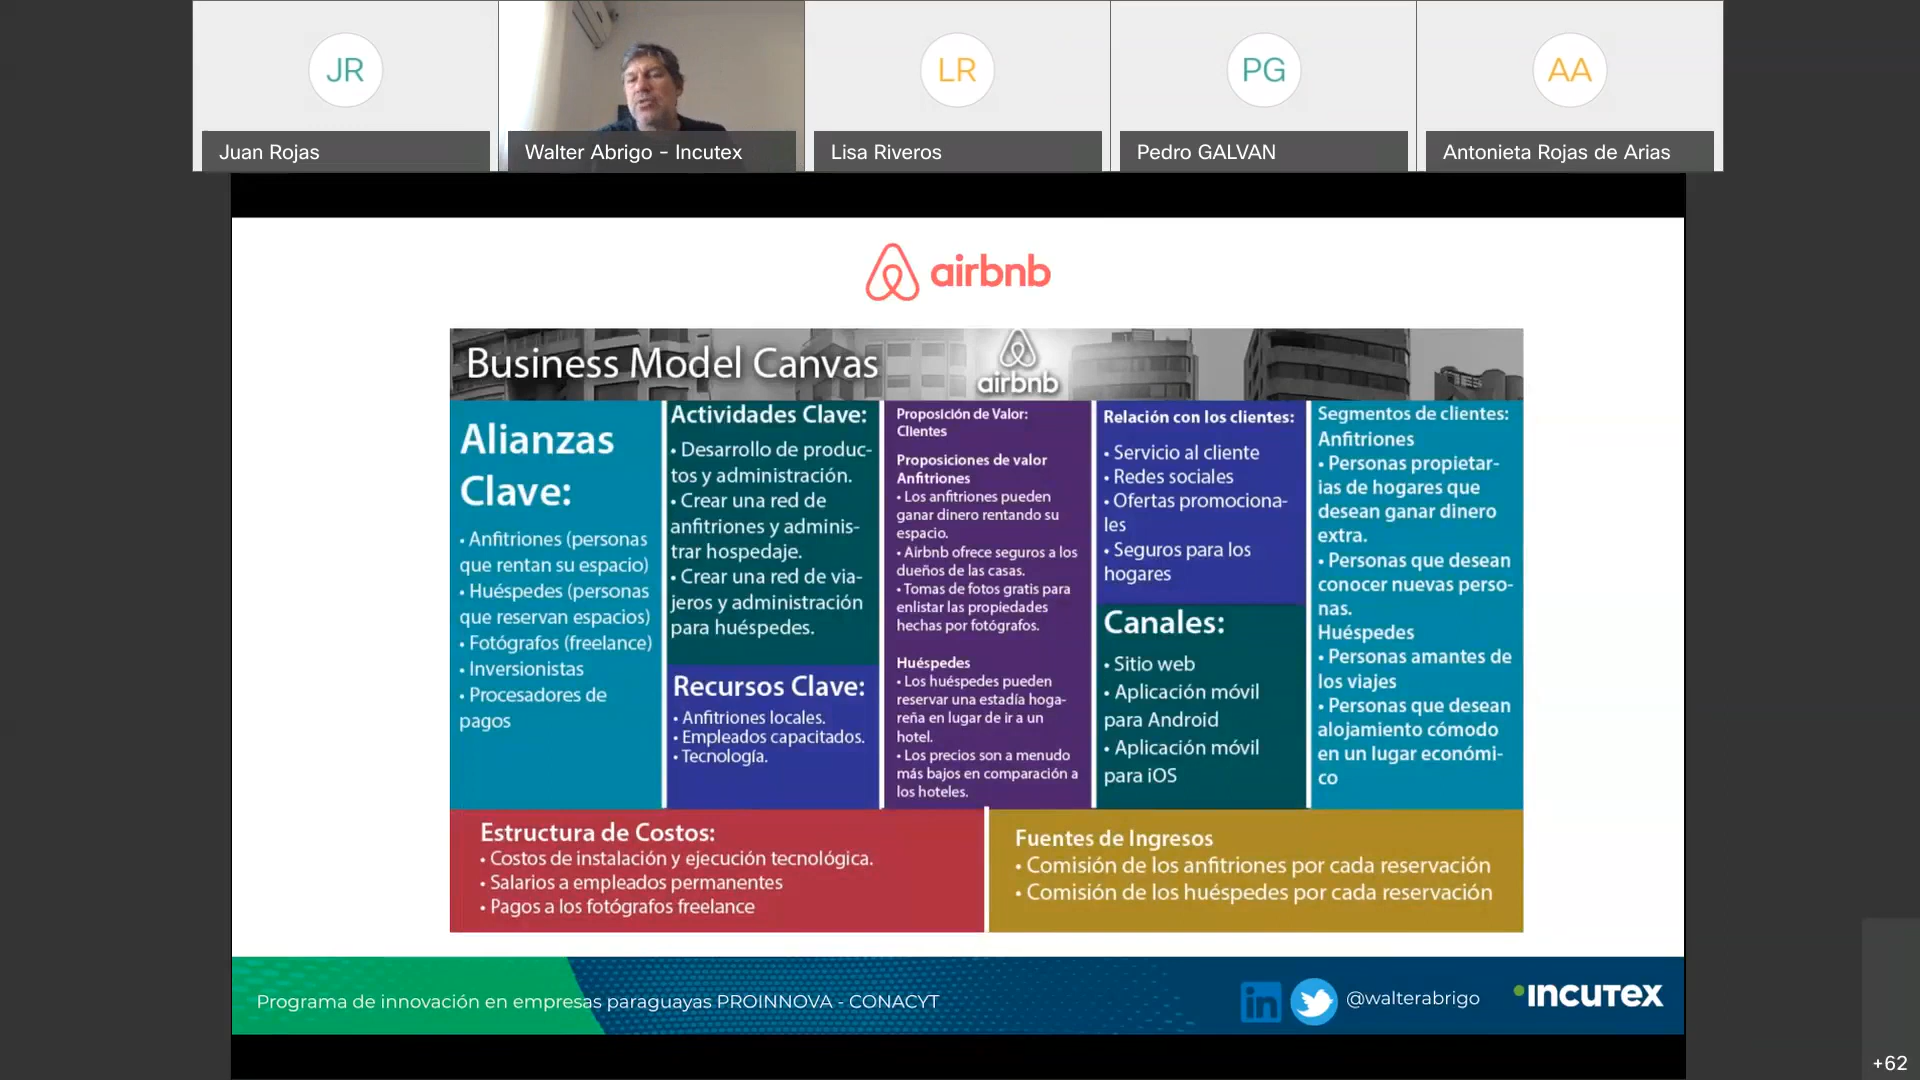 JR
LR
PG
AA
Juan Rojas
Walter Abrigo - Incutex
Lisa Riveros
Pedro GALVAN
Antonieta Rojas de Arias
airbnb
Business Model Canvas
airbnb
Alianzas
Clave:
• Anfitriones (personas
que rentan su espacio)
• Huéspedes (personas
que reservan espacios)
• Fotógrafos (freelance)
• Inversionistas
• Procesadores de
pagos
Actividades Clave:
• Desarrollo de produc-
tos y administración.
• Crear una red de
anfitriones y adminis-
trar hospedaje.
• Crear una red de via-
jeros y administración
para huéspedes.
Recursos Clave:
• Anfitriones locales.
• Empleados capacitados.
• Tecnología.
Proposición de Valor:
Clientes
Proposiciones de valor
Anfitriones
• Los anfitriones pueden
ganar dinero rentando su
espacio.
• Airbnb ofrece seguros a los
dueños de las casas.
• Tomas de fotos gratis para
enlistar las propiedades
hechas por fotógrafos.
Huéspedes
• Los huéspedes pueden
reservar una estadía hoga-
reña en lugar de ir a un
hotel.
• Los precios son a menudo
más bajos en comparación a
los hoteles.
Relación con los clientes:
• Servicio al cliente
• Redes sociales
• Ofertas promociona-
les
• Seguros para los
hogares
Canales:
• Sitio web
• Aplicación móvil
para Android
• Aplicación móvil
para iOS
Segmentos de clientes:
Anfitriones
• Personas propietar-
ias de hogares que
desean ganar dinero
extra.
• Personas que desean
conocer nuevas perso-
nas.
Huéspedes
• Personas amantes de
los viajes
• Personas que desean
alojamiento cómodo
en un lugar económi-
co
Estructura de Costos:
• Costos de instalación y ejecución tecnológica.
• Salarios a empleados permanentes
• Pagos a los fotógrafos freelance
Fuentes de Ingresos
• Comisión de los anfitriones por cada reservación
• Comisión de los huéspedes por cada reservación
Programa de innovación en empresas paraguayas PROINNOVA - CONACYT
in
@walterabrigo
INCUTEX
+62